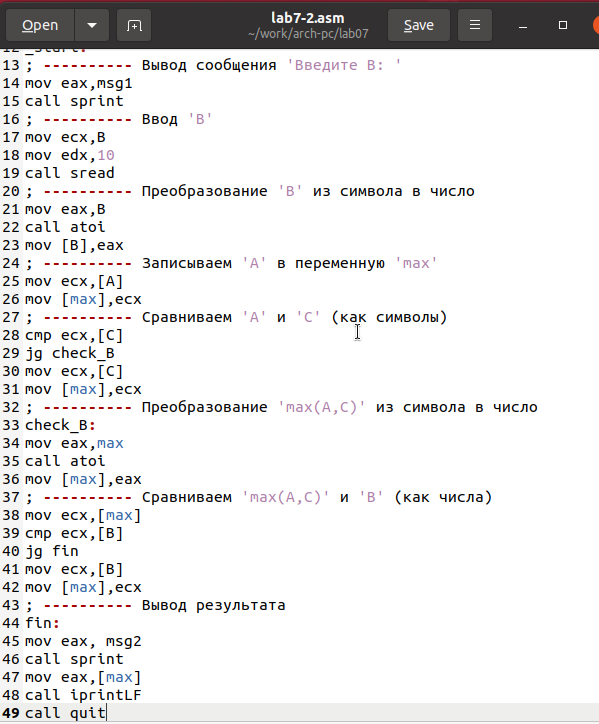 Open
lab7-2.asm
~/work/arch-pc/lab07
Save
12 _start:
13 ; ---------- Вывод сообщения 'Введите B: '
14 mov eax,msg1
15 call sprint
16 ; ---------- Ввод 'B'
17 mov ecx,B
18 mov edx,10
19 call sread
20 ; ---------- Преобразование 'B' из символа в число
21 mov eax,B
22 call atoi
23 mov [B],eax
24 ; ---------- Записываем 'A' в переменную 'max'
25 mov ecx,[A]
26 mov [max],ecx
27 ; ---------- Сравниваем 'A' и 'С' (как символы)
28 cmp ecx,[C]
29 jg check_B
30 mov ecx,[C]
31 mov [max],ecx
32 ; ---------- Преобразование 'max(A,C)' из символа в число
33 check_B:
34 mov eax,max
35 call atoi
36 mov [max],eax
37 ; ---------- Сравниваем 'max(A,C)' и 'B' (как числа)
38 mov ecx,[max]
39 cmp ecx,[B]
40 jg fin
41 mov ecx,[B]
42 mov [max],ecx
43 ; ---------- Вывод результата
44 fin:
45 mov eax, msg2
46 call sprint
47 mov eax,[max]
48 call iprintLF
49 call quit